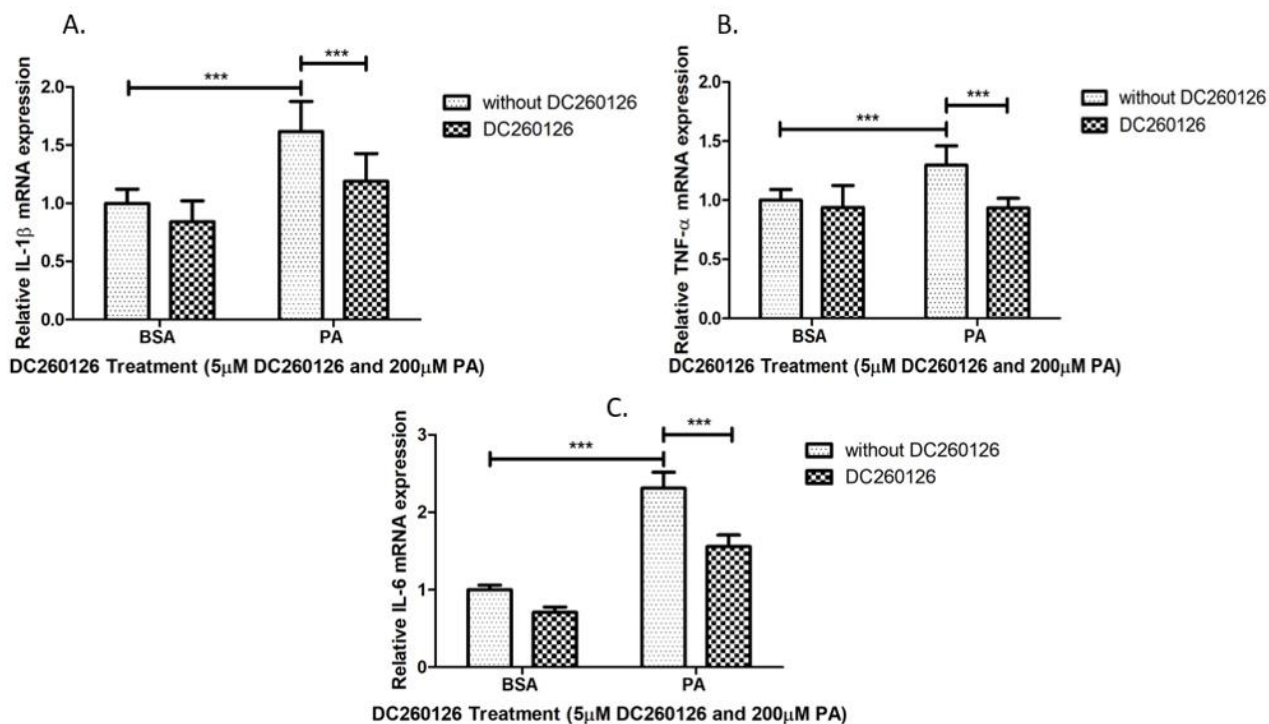 A.
Relative IL-1β mRNA expression
2.0
1.5
1.0
0.5
0.0
***
***
BSA
PA
without DC260126
DC260126
DC260126 Treatment (5μM DC260126 and 200μM PA)
B.
Relative TNF-α mRNA expression
2.0
1.5
1.0
0.5
0.0
***
***
BSA
PA
without DC260126
DC260126
DC260126 Treatment (5μM DC260126 and 200μM PA)
C.
Relative IL-6 mRNA expression
3
2
1
0
***
***
BSA
PA
without DC260126
DC260126
DC260126 Treatment (5μM DC260126 and 200μM PA)